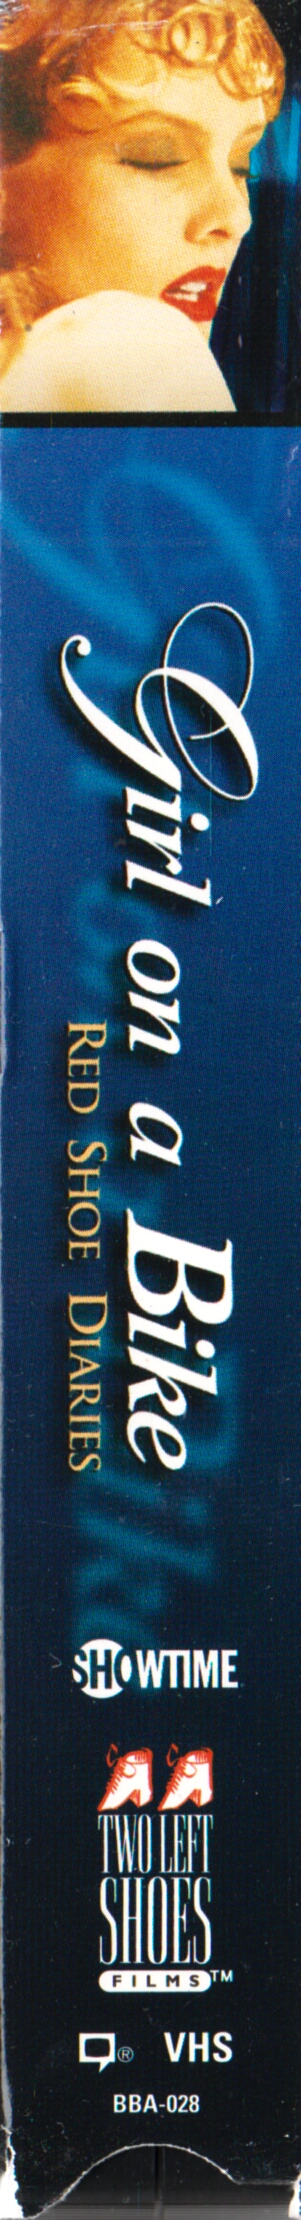 Girl on a Bike
RED SHOE DIARIES
SHOWTIME
TWO LEFT
SHOES
FILMS™
® VHS
BBA-028